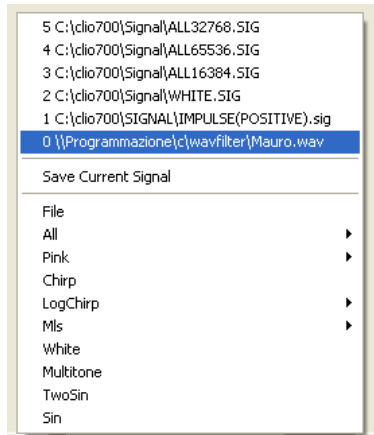 5 C:\clio700\Signal\ALL32768.SIG
4 C:\clio700\Signal\ALL65536.SIG
3 C:\clio700\Signal\ALL16384.SIG
2 C:\clio700\Signal\WHITE.SIG
1 C:\clio700\SIGNAL\IMPULSE(POSITIVE).sig
0 \\Programmazione\c\wavfilter\Mauro.wav
Save Current Signal
File
All
Pink
Chirp
LogChirp
Mls
White
Multitone
TwoSin
Sin